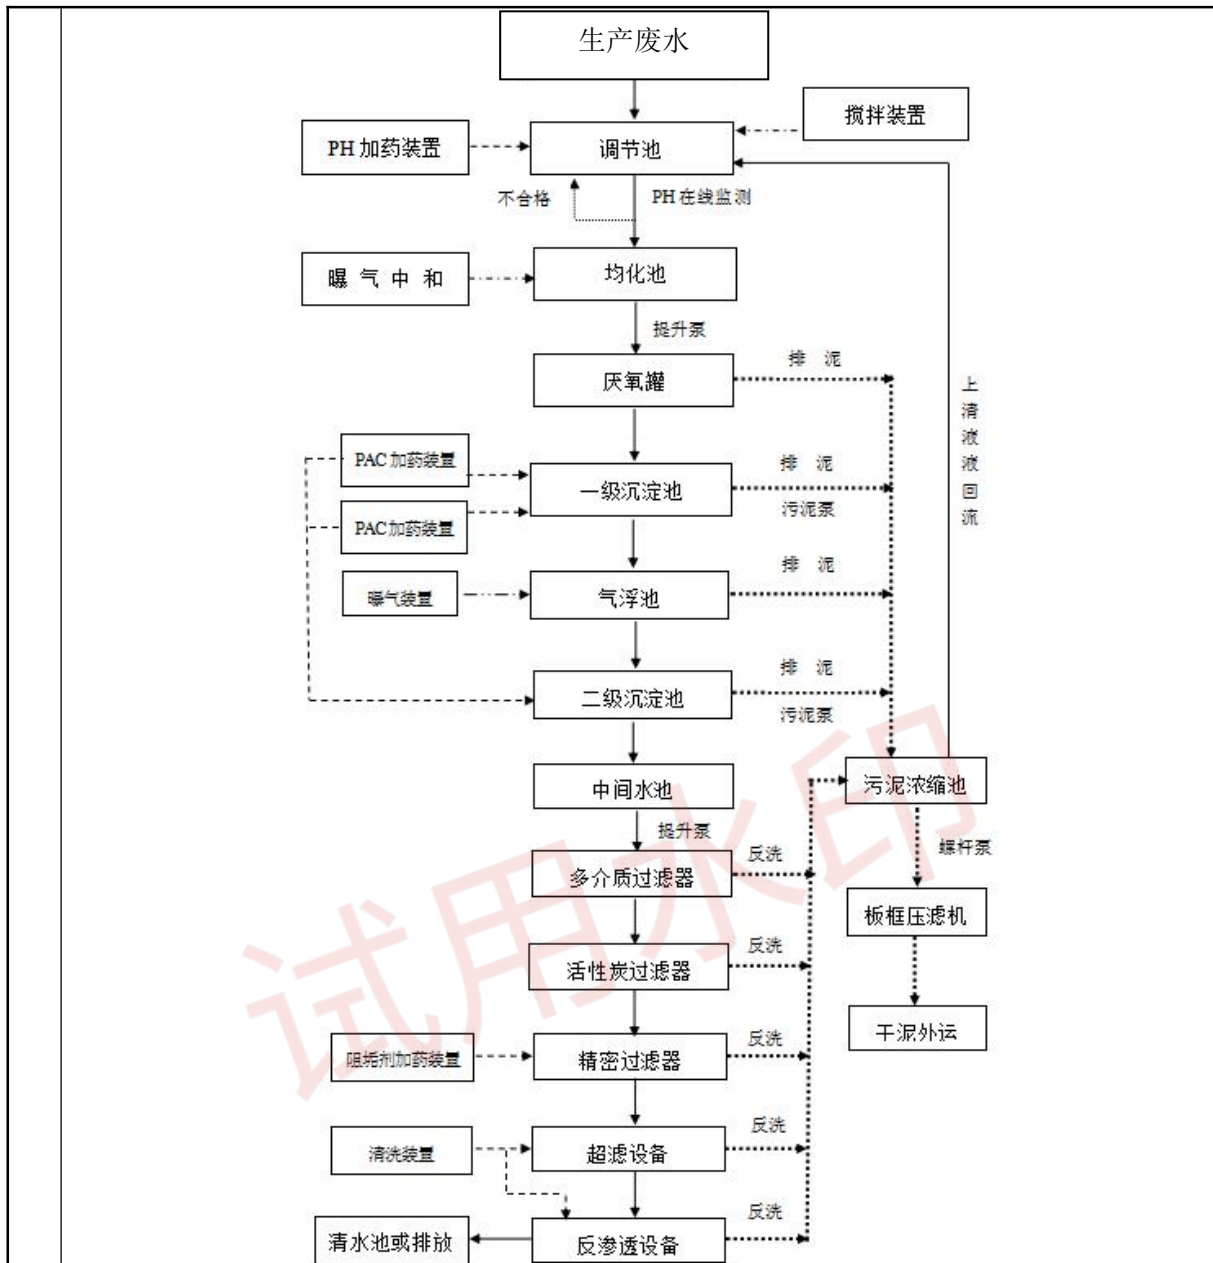 生产废水
搅拌装置
PH 加药装置
调节池
不合格
PH 在线监测
曝 气 中 和
均化池
提升泵
厌氧罐
排 泥
上清液液回流
PAC 加药装置
一级沉淀池
排 泥
污泥泵
PAC 加药装置
曝气装置
气浮池
排 泥
二级沉淀池
排 泥
污泥泵
中间水池
污泥浓缩池
提升泵
螺杆泵
多介质过滤器
反洗
板框压滤机
活性炭过滤器
反洗
干泥外运
阻垢剂加药装置
精密过滤器
反洗
清洗装置
超滤设备
反洗
清水池或排放
反渗透设备
反洗
试用水印